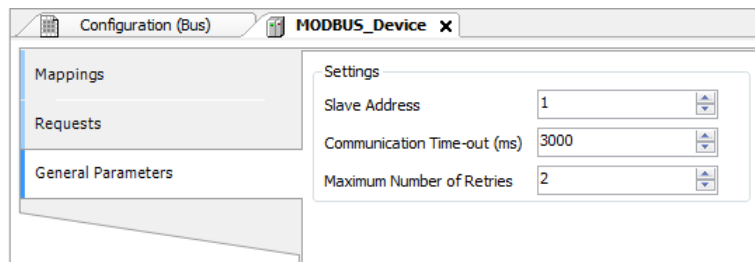 Configuration (Bus)
MODBUS_Device
Mappings
Requests
General Parameters
Settings
Slave Address
1
Communication Time-out (ms)
3000
Maximum Number of Retries
2